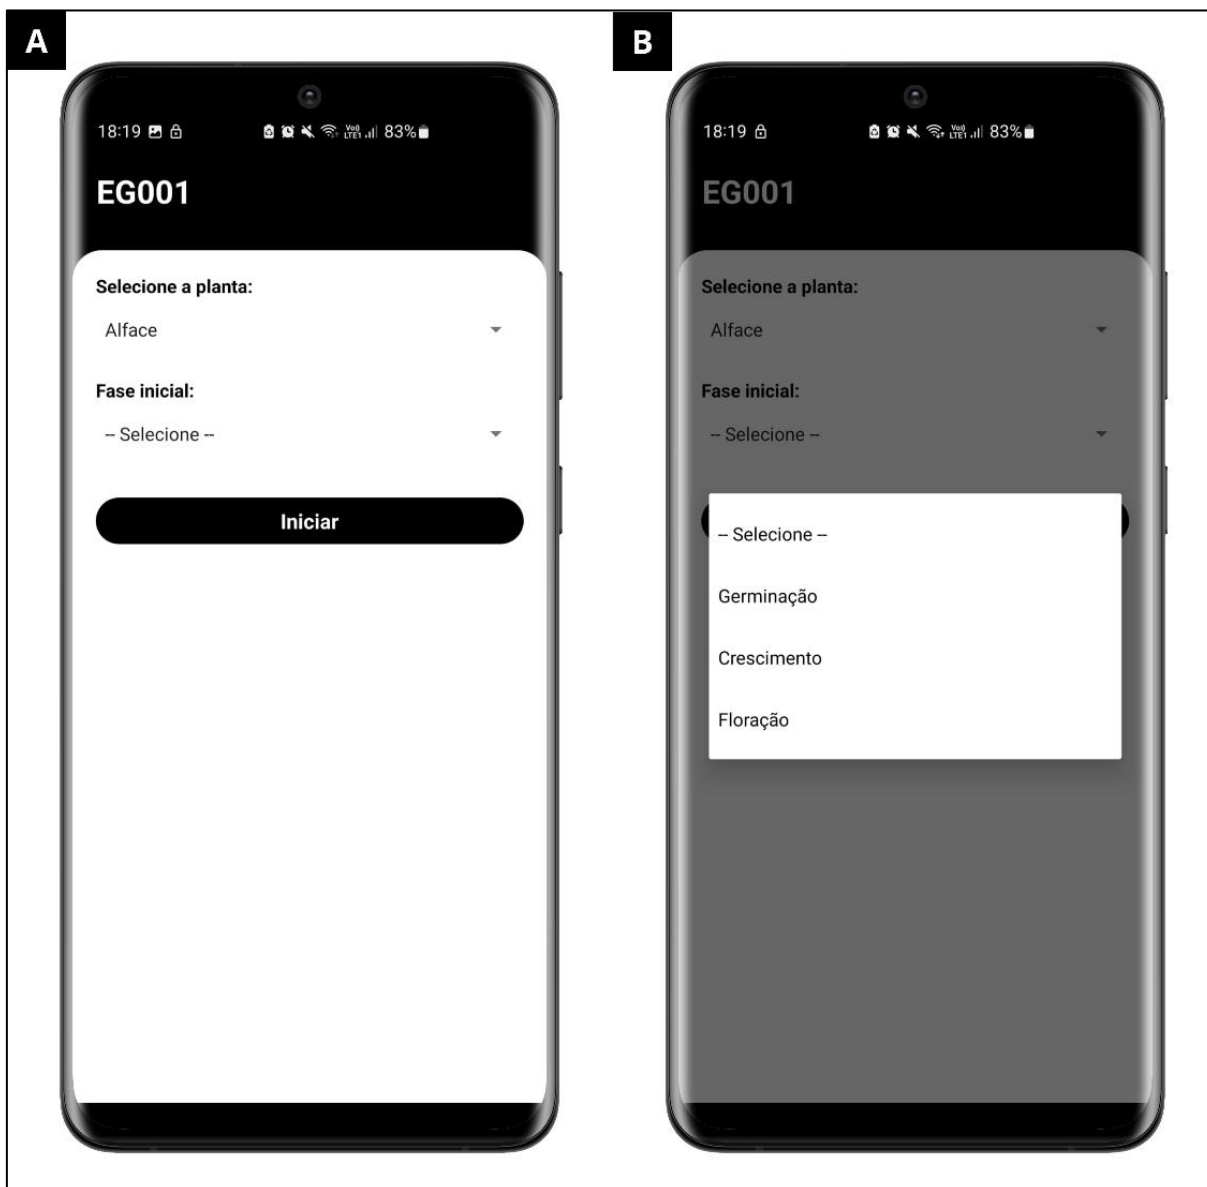 A
18:19 83%
EG001
Selecione a planta:
Alface
Fase inicial:
-- Selecione --
Iniciar
B
18:19 83%
EG001
Selecione a planta:
Alface
Fase inicial:
-- Selecione --
-- Selecione --
Germinação
Crescimento
Floração